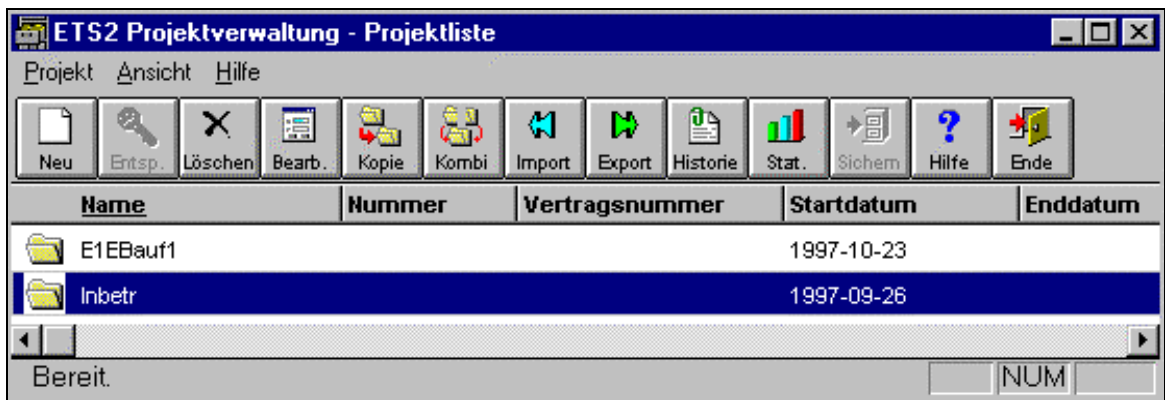 ETS2 Projektverwaltung - Projektliste
Projekt Ansicht Hilfe
Neu Entsp. Löschen Bearb. Kopie Kombi Import Export Historie Stat. Sichern Hilfe Ende
Name Nummer Vertragsnummer Startdatum Enddatum
E1EBauf1 1997-10-23
Inbetr 1997-09-26
Bereit. NUM